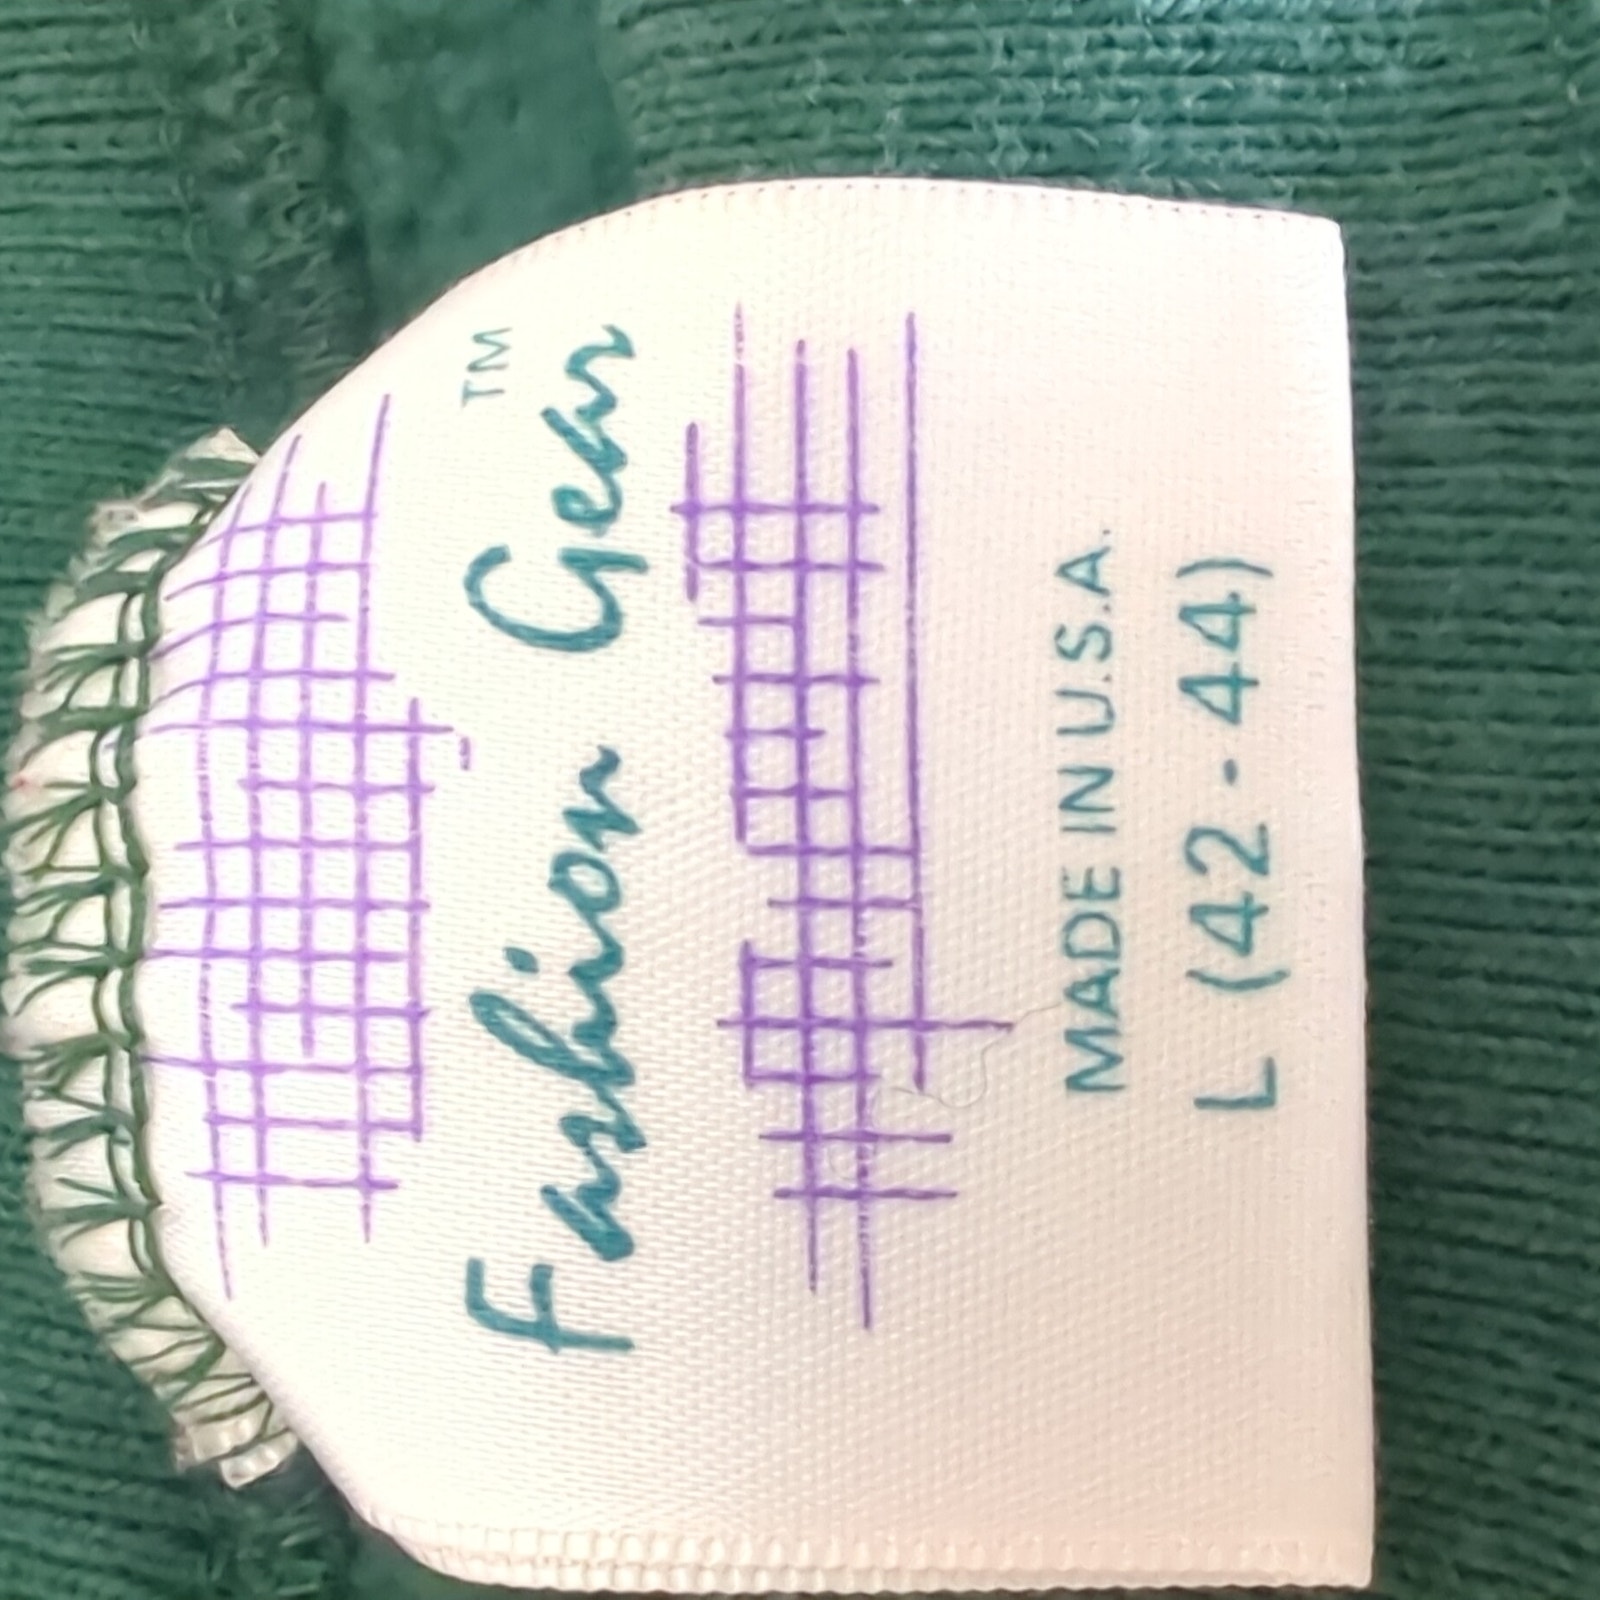 Fashion Gear™
MADE IN U.S.A.
L (42 - 44)